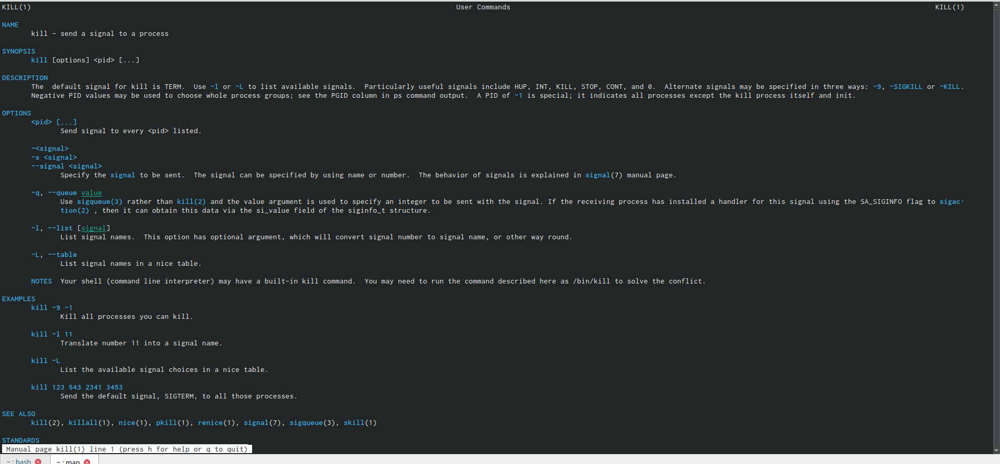 KILL(1) User Commands KILL(1)
NAME
kill - send a signal to a process
SYNOPSIS
kill [options] <pid> [...]
DESCRIPTION
The  default signal for kill is TERM.  Use -l or -L to list available signals.  Particularly useful signals include HUP, INT, KILL, STOP, CONT, and 0.  Alternate signals may be specified in three ways: -9, -SIGKILL or -KILL.
Negative PID values may be used to choose whole process groups; see the PGID column in ps command output.  A PID of -1 is special; it indicates all processes except the kill process itself and init.
OPTIONS
<pid> [...]
Send signal to every <pid> listed.
-<signal>
-s <signal>
--signal <signal>
Specify the signal to be sent.  The signal can be specified by using name or number.  The behavior of signals is explained in signal(7) manual page.
-q, --queue value
Use sigqueue(3) rather than kill(2) and the value argument is used to specify an integer to be sent with the signal. If the receiving process has installed a handler for this signal using the SA_SIGINFO flag to sigac-
tion(2) , then it can obtain this data via the si_value field of the siginfo_t structure.
-l, --list [signal]
List signal names.  This option has optional argument, which will convert signal number to signal name, or other way round.
-L, --table
List signal names in a nice table.
NOTES  Your shell (command line interpreter) may have a built-in kill command.  You may need to run the command described here as /bin/kill to solve the conflict.
EXAMPLES
kill -9 -1
Kill all processes you can kill.
kill -l 11
Translate number 11 into a signal name.
kill -L
List the available signal choices in a nice table.
kill 123 543 2341 3453
Send the default signal, SIGTERM, to all those processes.
SEE ALSO
kill(2), killall(1), nice(1), pkill(1), renice(1), signal(7), sigqueue(3), skill(1)
STANDARDS
Manual page kill(1) line 1 (press h for help or q to quit)
~ : bash ~ : man